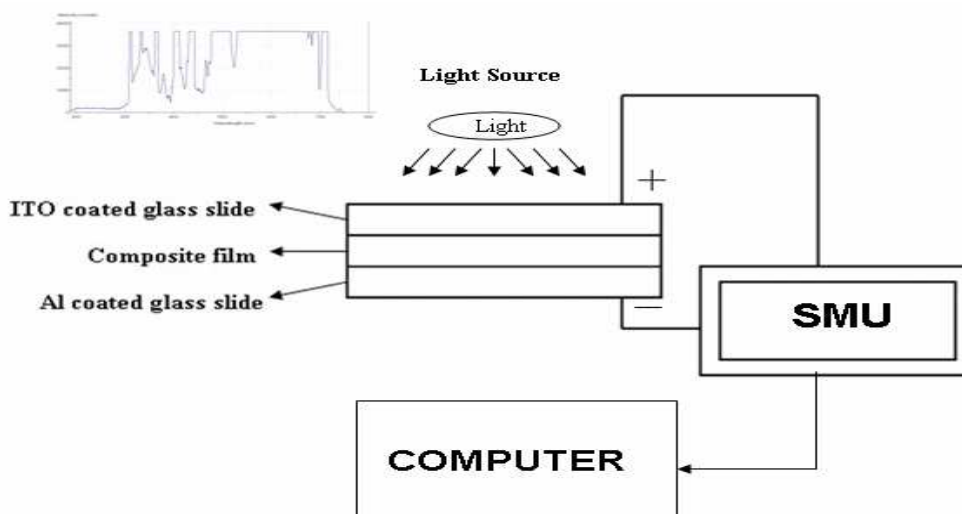 Light Source
Light
+
ITO coated glass slide
Composite film
Al coated glass slide
—
SMU
COMPUTER